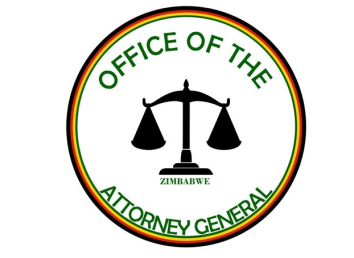 OFFICE OF THE
ZIMBABWE
ATTORNEY GENERAL